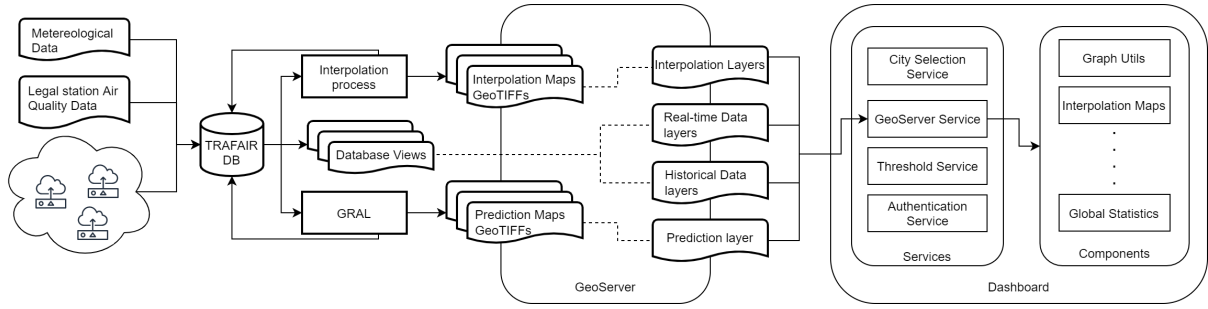 Metereological
Data
Legal station Air
Quality Data
TRAFAIR
DB
Interpolation
process
Database Views
GRAL
Interpolation Maps
GeoTIFFs
Prediction Maps
GeoTIFFs
Interpolation Layers
Real-time Data
layers
Historical Data
layers
Prediction layer
GeoServer
City Selection
Service
GeoServer Service
Threshold Service
Authentication
Service
Services
Graph Utils
Interpolation Maps
.
.
.
.
Global Statistics
Components
Dashboard